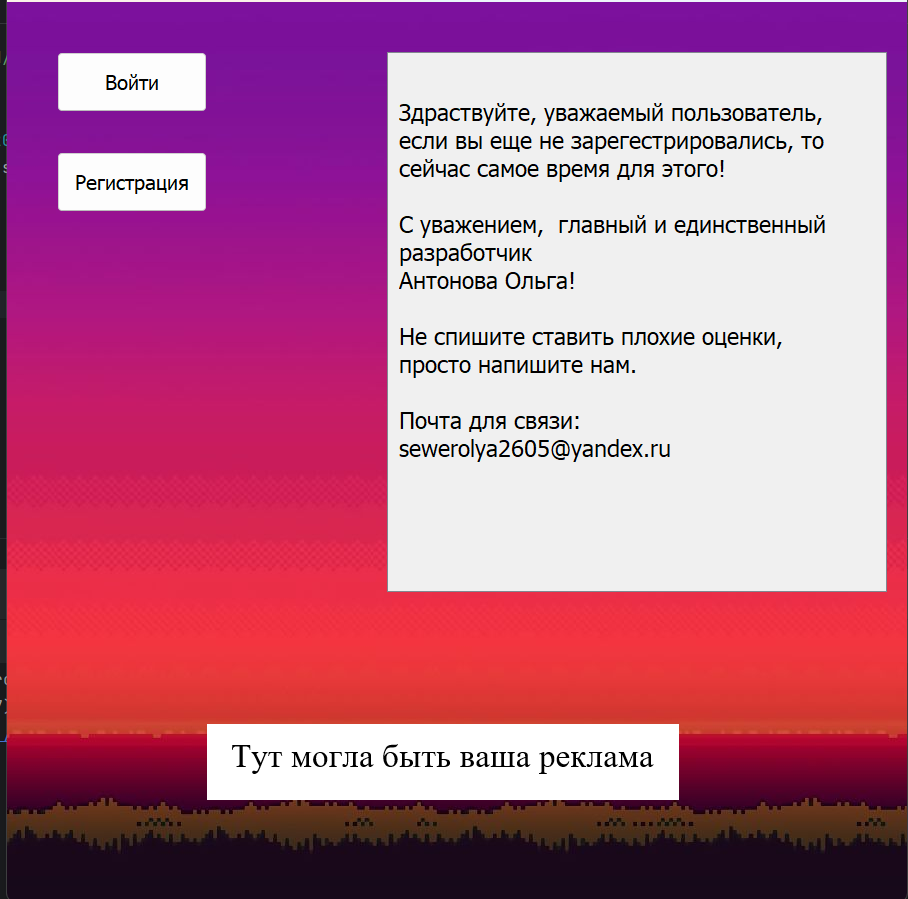 Войти
Регистрация
Здраствуйте, уважаемый пользователь,
если вы еще не зарегестрировались, то
сейчас самое время для этого!
С уважением,  главный и единственный
разработчик
Антонова Ольга!
Не спишите ставить плохие оценки,
просто напишите нам.
Почта для связи:
sewerolya2605@yandex.ru
Тут могла быть ваша реклама